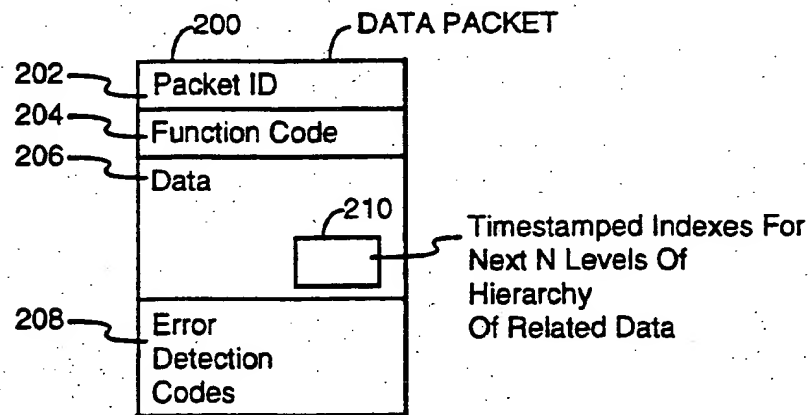 200 DATA PACKET
202 Packet ID
204 Function Code
206 Data
210
Timestamped Indexes For
Next N Levels Of
Hierarchy
Of Related Data
208 Error
Detection
Codes